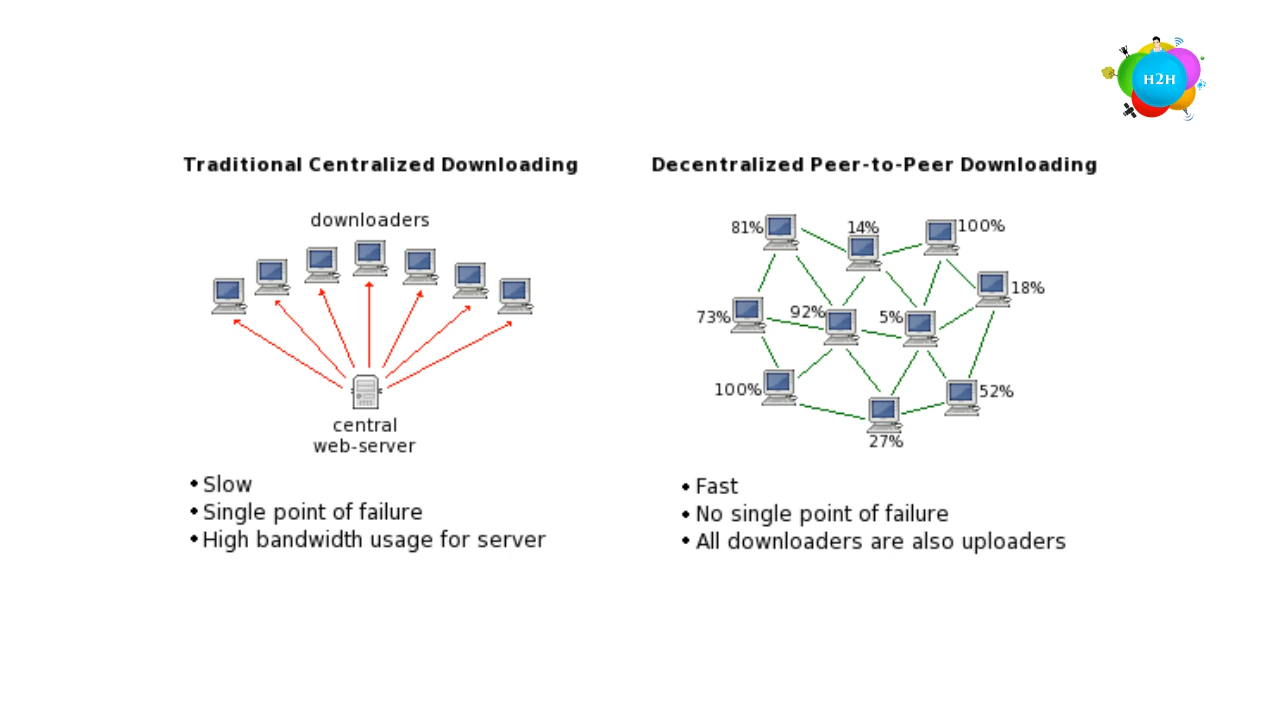 H2H
Traditional Centralized Downloading
downloaders
central
web-server
• Slow
• Single point of failure
• High bandwidth usage for server
Decentralized Peer-to-Peer Downloading
81%
14%
100%
18%
73%
92%
5%
100%
52%
27%
• Fast
• No single point of failure
• All downloaders are also uploaders